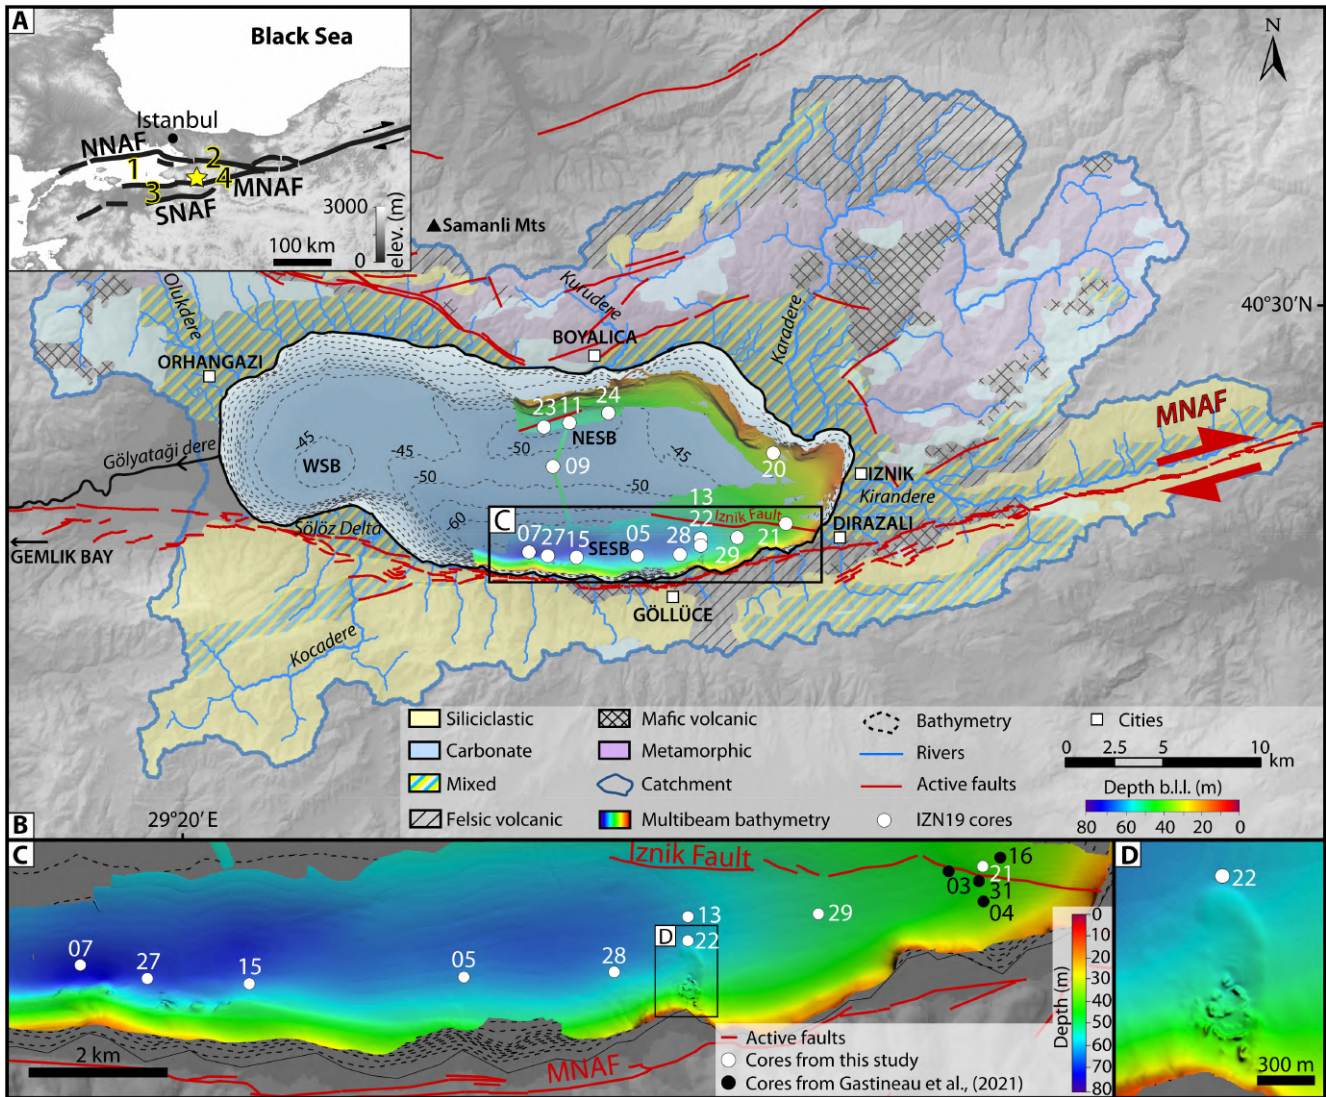 A
Black Sea
Istanbul
NNAF
1
2
4
3
MNAF
SNAF
3000
0
elev. (m)
100 km
N
Samanli Mts
40°30'N
Olukdere
Kurudere
Karadere
BOYALICA
ORHANGAZI
MNAF
23
11
24
NESB
-45
-45
-50
-45
WSB
09
20
IZNIK
Gölyataği dere
-50
-50
Kirandere
13
-60
Sölöz Delta
C
Iznik Fault
DIRAZALI
07
27
15
SESB
05
28
22
21
29
GEMLIK BAY
GÖLLÜCE
Kocadere
Siliciclastic
Mafic volcanic
Bathymetry
Cities
Carbonate
Metamorphic
Rivers
0 2.5 5 10
km
Mixed
Catchment
Active faults
Depth b.l.l. (m)
Felsic volcanic
Multibeam bathymetry
IZN19 cores
80 60 40 20 0
B
29°20' E
C
Iznik Fault
16
21
03
31
04
D
22
13
29
D
22
07
27
15
05
28
0
10
20
30
40
50
60
70
80
Depth (m)
2 km
MNAF
Active faults
Cores from this study
Cores from Gastineau et al., (2021)
300 m